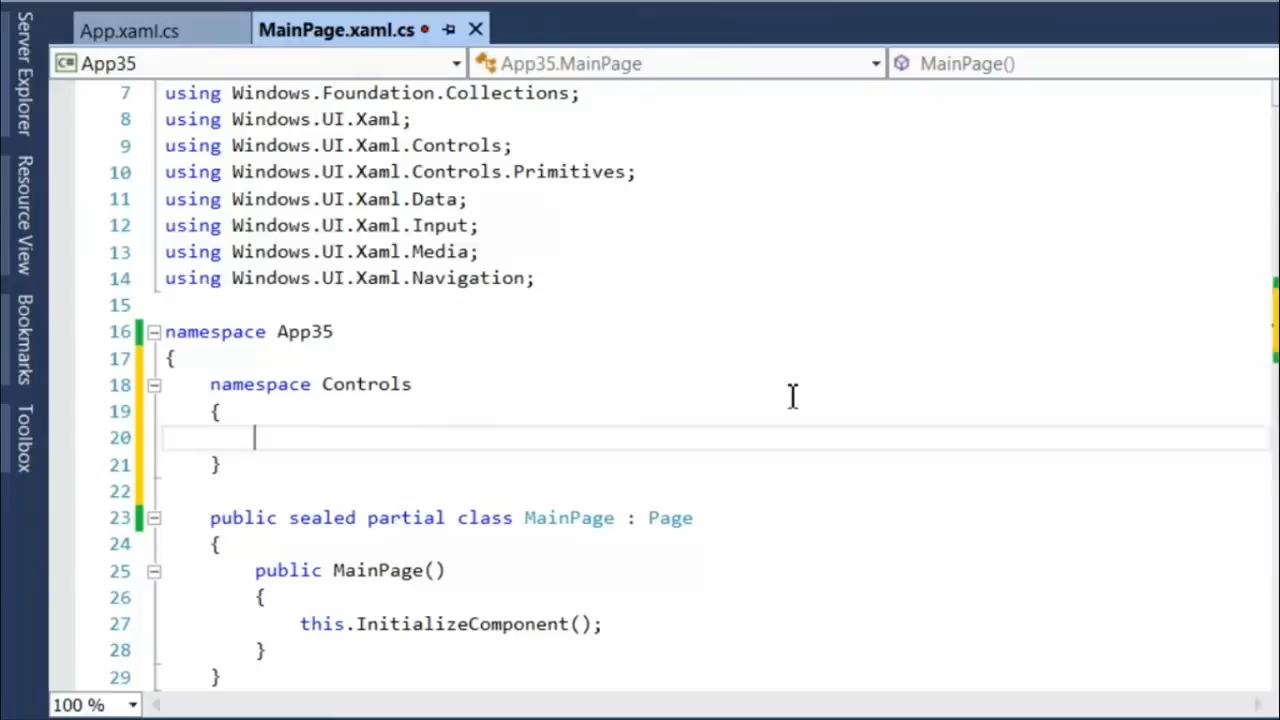 App.xaml.cs
MainPage.xaml.cs
App35
App35.MainPage
MainPage()
Server Explorer
Resource View
Bookmarks
Toolbox
7 using Windows.Foundation.Collections;
8 using Windows.UI.Xaml;
9 using Windows.UI.Xaml.Controls;
10 using Windows.UI.Xaml.Controls.Primitives;
11 using Windows.UI.Xaml.Data;
12 using Windows.UI.Xaml.Input;
13 using Windows.UI.Xaml.Media;
14 using Windows.UI.Xaml.Navigation;
15
16 namespace App35
17 {
18 namespace Controls
19 {
20
21 }
22
23 public sealed partial class MainPage : Page
24 {
25 public MainPage()
26 {
27 this.InitializeComponent();
28 }
29 }
100 %